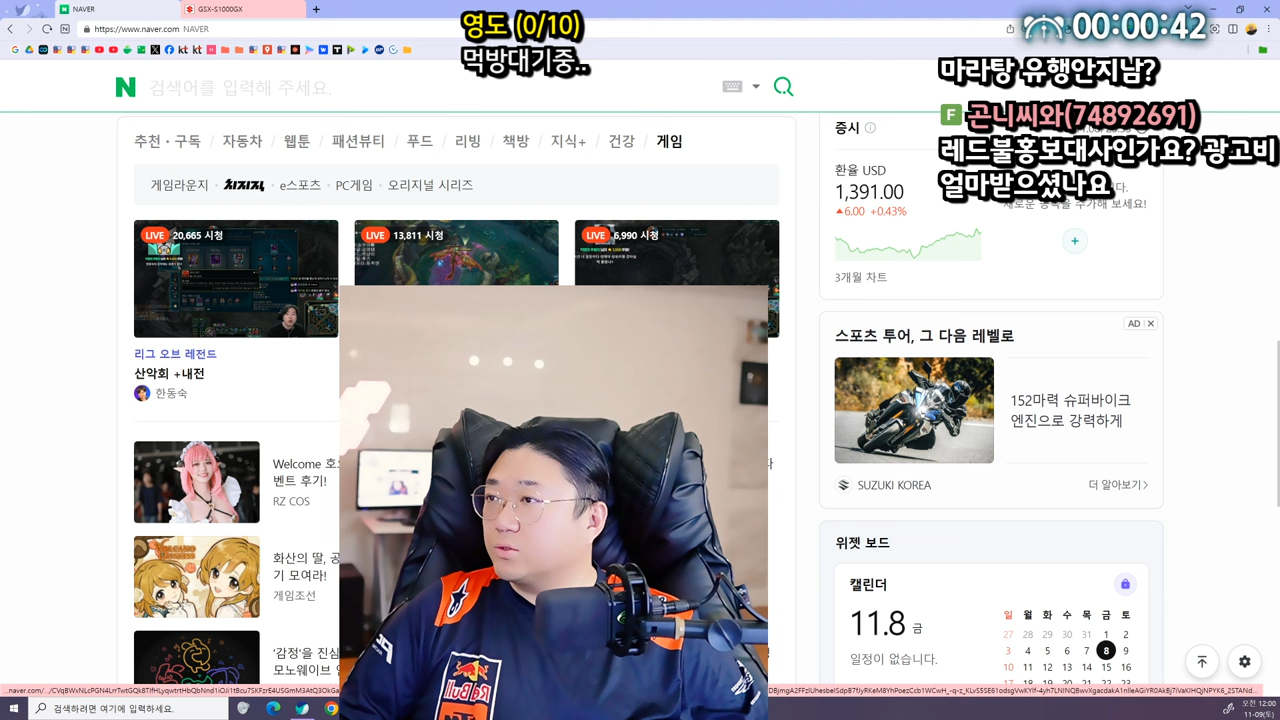 NAVER
GSX-S1000GX
https://www.naver.com NAVER
영도 (0/10)
먹방대기중..
00:00:42
마라탕 유행안지남?
F 곤니찌와(74892691)
레드불홍보대사인가요? 광고비
얼마받으셨나요
N 검색어를 입력해 주세요.
추천·구독 / 자동차 / 웹툰 / 패션뷰티 / 푸드 / 리빙 / 책방 / 지식+ / 건강 / 게임
게임라운지 · 치지직 · e스포츠 · PC게임 · 오리지널 시리즈
LIVE 20,665 시청
LIVE 13,811 시청
LIVE 6,990 시청
리그 오브 레전드
산악회 +내전
한동숙
Welcome 호
벤트 후기!
RZ COS
VOLCANO PRINCESS
화산의 딸, 공
기 모여라!
게임조선
'감정'을 진심
모노웨이브 인
증시
환율 USD
1,391.00
6.00 +0.43%
3개월 차트
새로운 종목을 추가해 보세요!
AD
스포츠 투어, 그 다음 레벨로
152마력 슈퍼바이크
엔진으로 강력하게
SUZUKI KOREA
더 알아보기
위젯 보드
캘린더
11.8 금
일정이 없습니다.
일 월 화 수 목 금 토
27 28 29 30 31 1 2
3 4 5 6 7 8 9
10 11 12 13 14 15 16
Red Bull
검색하려면 여기에 입력하세요.
오전 12:00
11-09(토)